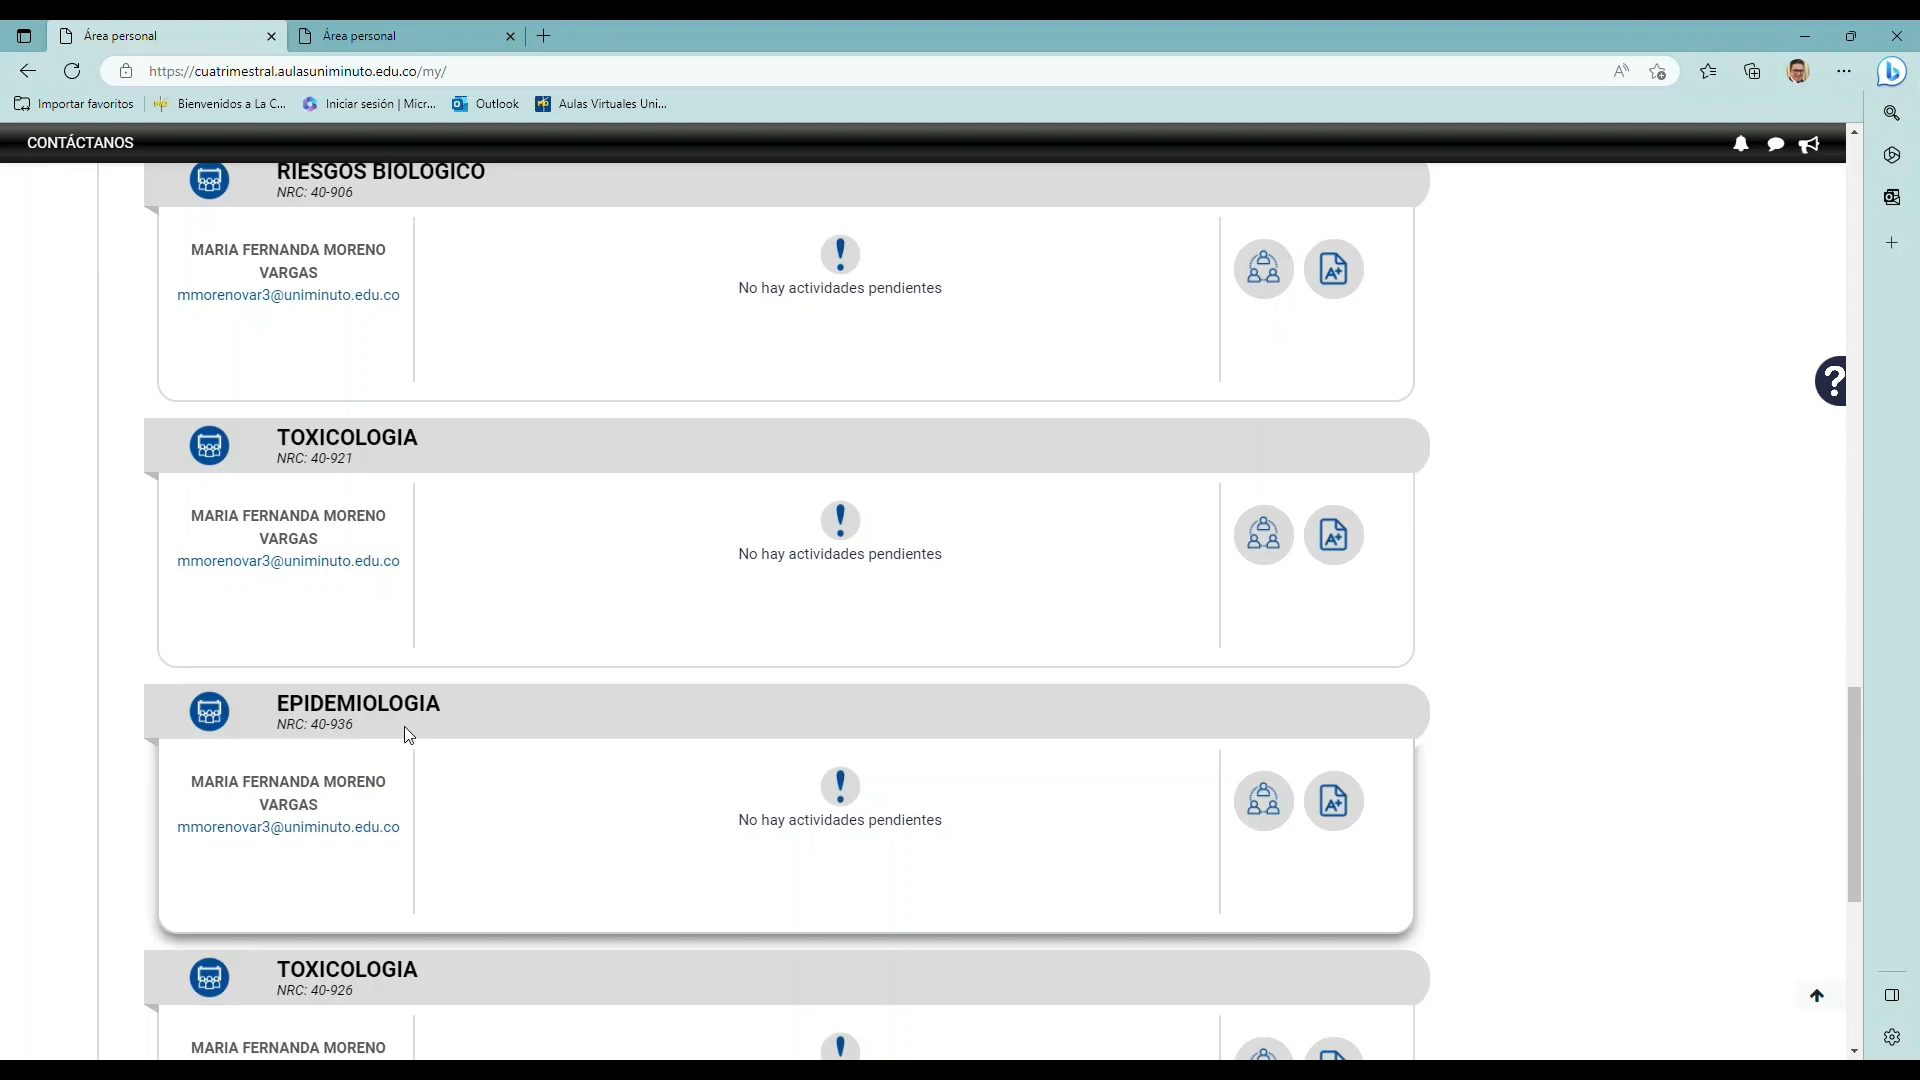 Área personal
Área personal
https://cuatrimestral.aulasuniminuto.edu.co/my/
Importar favoritos
Bienvenidos a La C...
Iniciar sesión | Micr...
Outlook
Aulas Virtuales Uni...
CONTÁCTANOS
RIESGOS BIOLOGICO
NRC: 40-906
MARIA FERNANDA MORENO
VARGAS
mmorenovar3@uniminuto.edu.co
No hay actividades pendientes
TOXICOLOGIA
NRC: 40-921
MARIA FERNANDA MORENO
VARGAS
mmorenovar3@uniminuto.edu.co
No hay actividades pendientes
EPIDEMIOLOGIA
NRC: 40-936
MARIA FERNANDA MORENO
VARGAS
mmorenovar3@uniminuto.edu.co
No hay actividades pendientes
TOXICOLOGIA
NRC: 40-926
MARIA FERNANDA MORENO